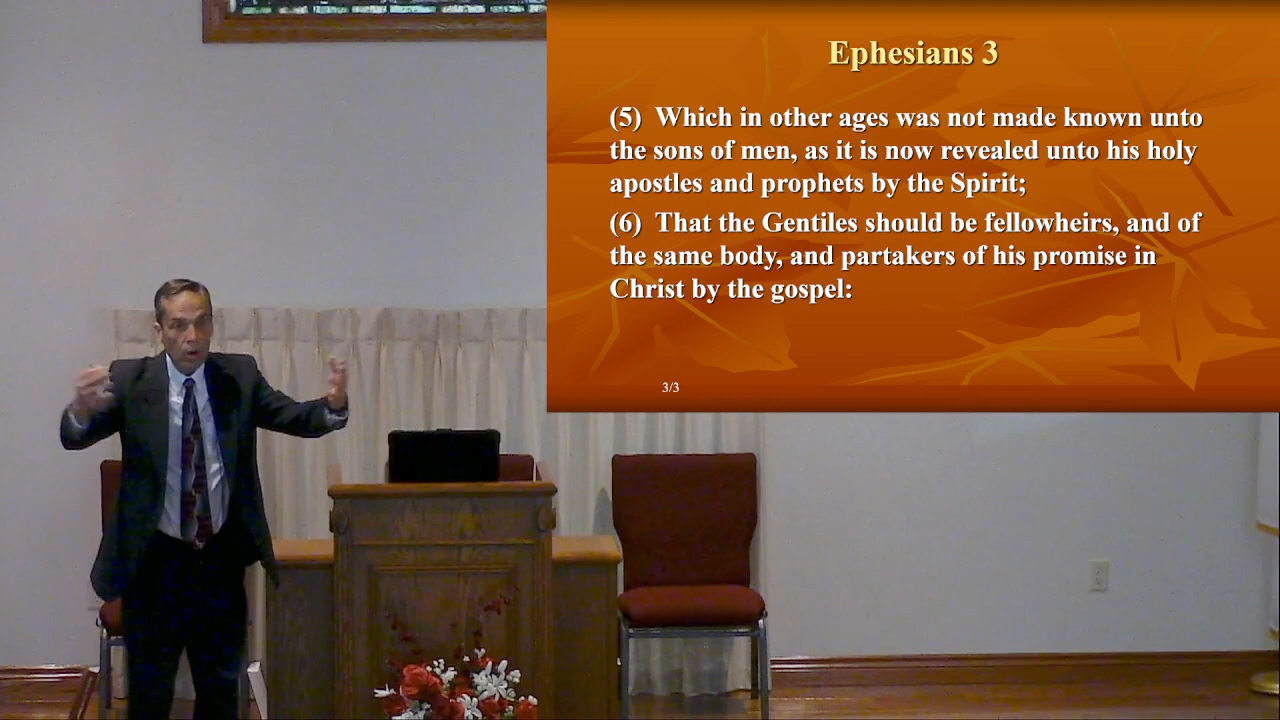 Ephesians 3
(5) Which in other ages was not made known unto
the sons of men, as it is now revealed unto his holy
apostles and prophets by the Spirit;
(6) That the Gentiles should be fellowheirs, and of
the same body, and partakers of his promise in
Christ by the gospel:
3/3